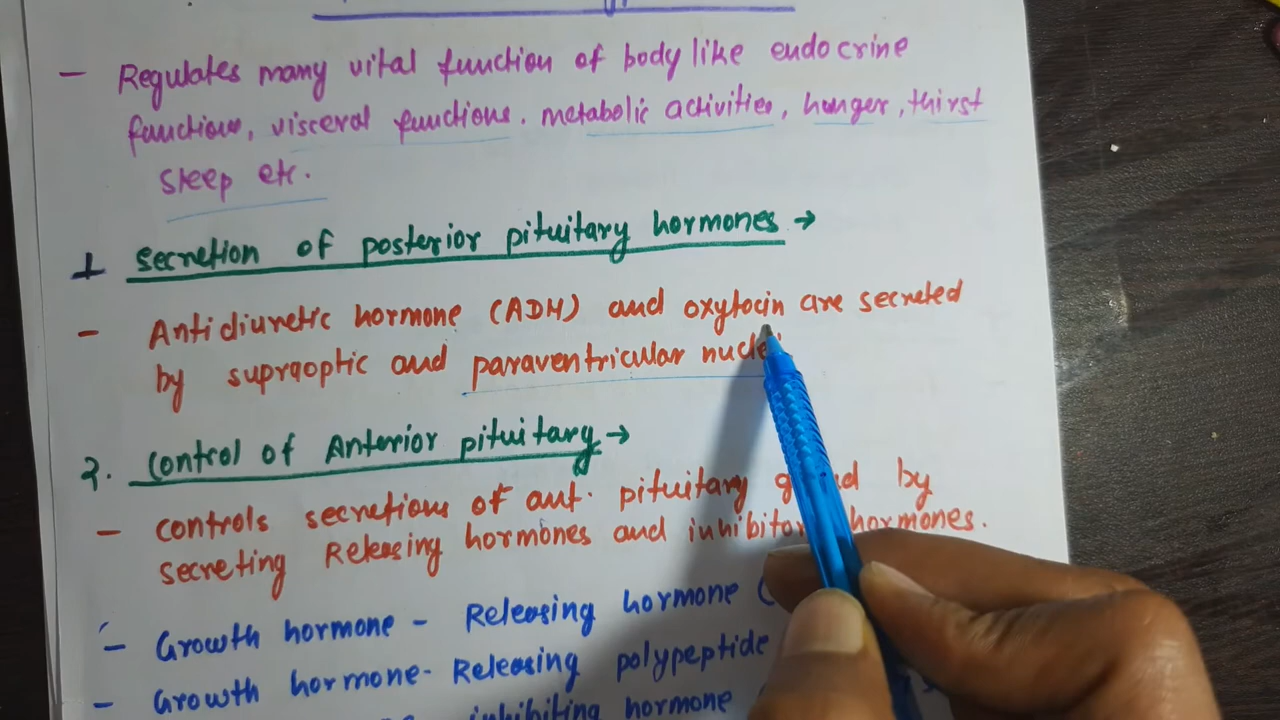 - Regulates many vital function of body like endocrine
functions, visceral functions. metabolic activities, hunger, thirst
sleep etc.
1 Secretion of posterior pituitary hormones →
- Antidiuretic hormone (ADH) and oxytocin are secreted
by supraoptic and paraventricular nuclei
2. Control of Anterior pituitary →
- Controls secretions of ant. pituitary by
secreting Releasing hormones and hormones.
- Growth hormone - Releasing hormone (
- Growth hormone - Releasing polypeptide
inhibiting hormone